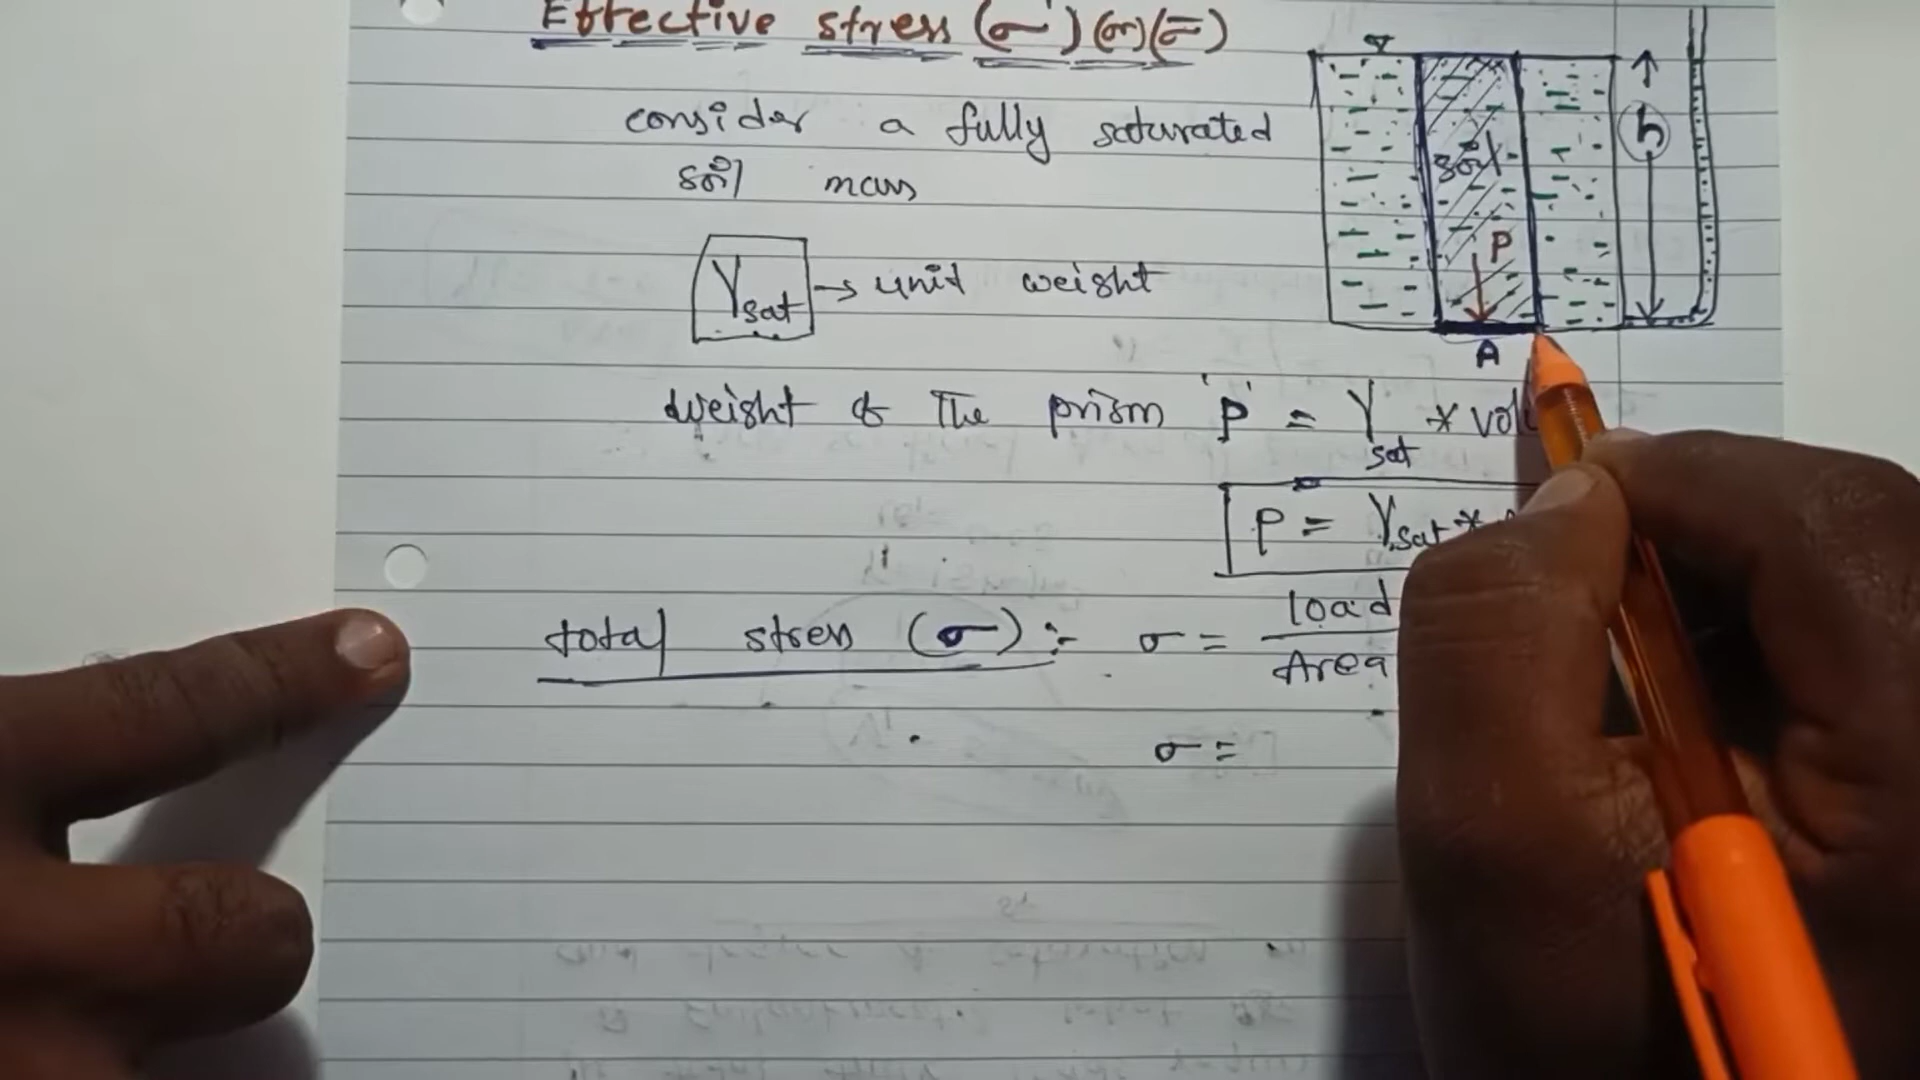 Effective stress (σ') (or) (σ̅)
consider a fully saturated
soil mass
γsat → unit weight
soil
P
h
A
weight of the prism 'P' = γsat * vol
P = γsat *
total stress (σ) :- σ = load / Area
σ =